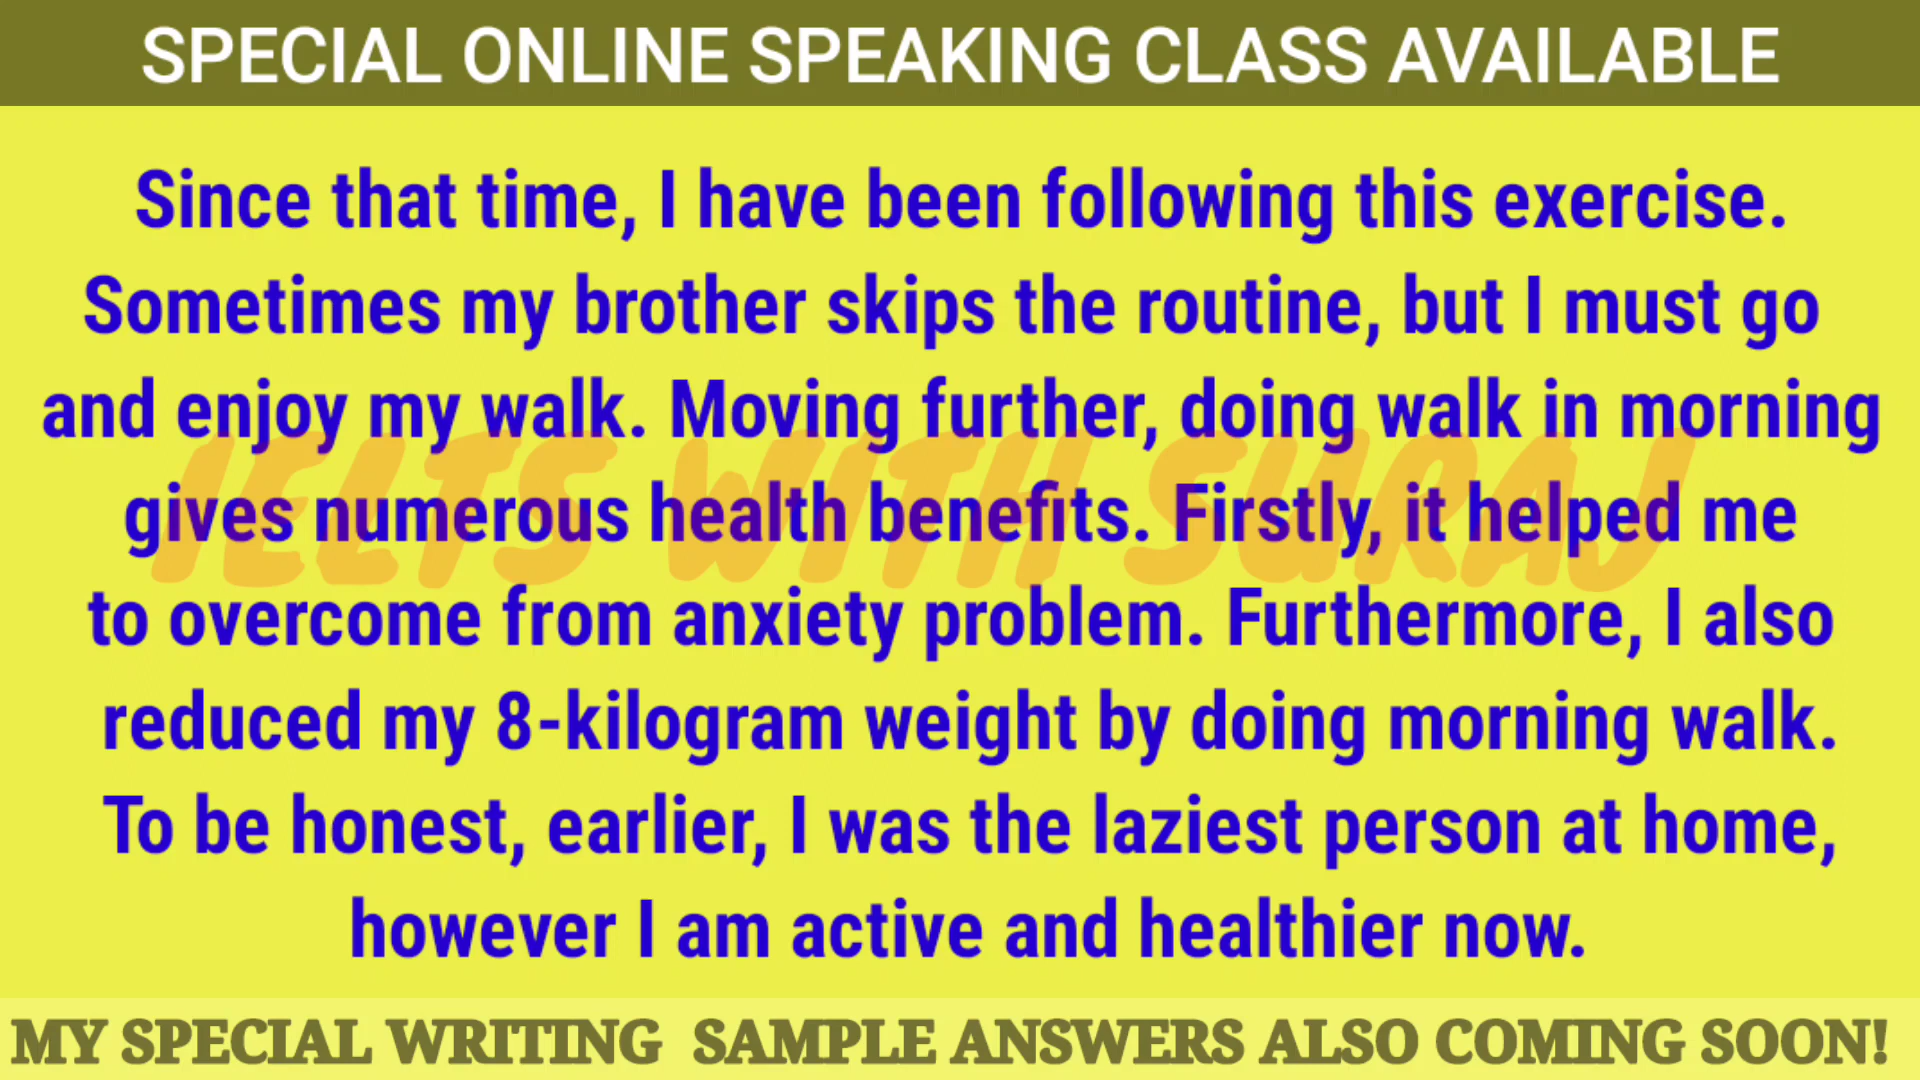 SPECIAL ONLINE SPEAKING CLASS AVAILABLE
Since that time, I have been following this exercise.
Sometimes my brother skips the routine, but I must go
and enjoy my walk. Moving further, doing walk in morning
IELTS WITH SURAJ
gives numerous health benefits. Firstly, it helped me
to overcome from anxiety problem. Furthermore, I also
reduced my 8-kilogram weight by doing morning walk.
To be honest, earlier, I was the laziest person at home,
however I am active and healthier now.
MY SPECIAL WRITING SAMPLE ANSWERS ALSO COMING SOON!